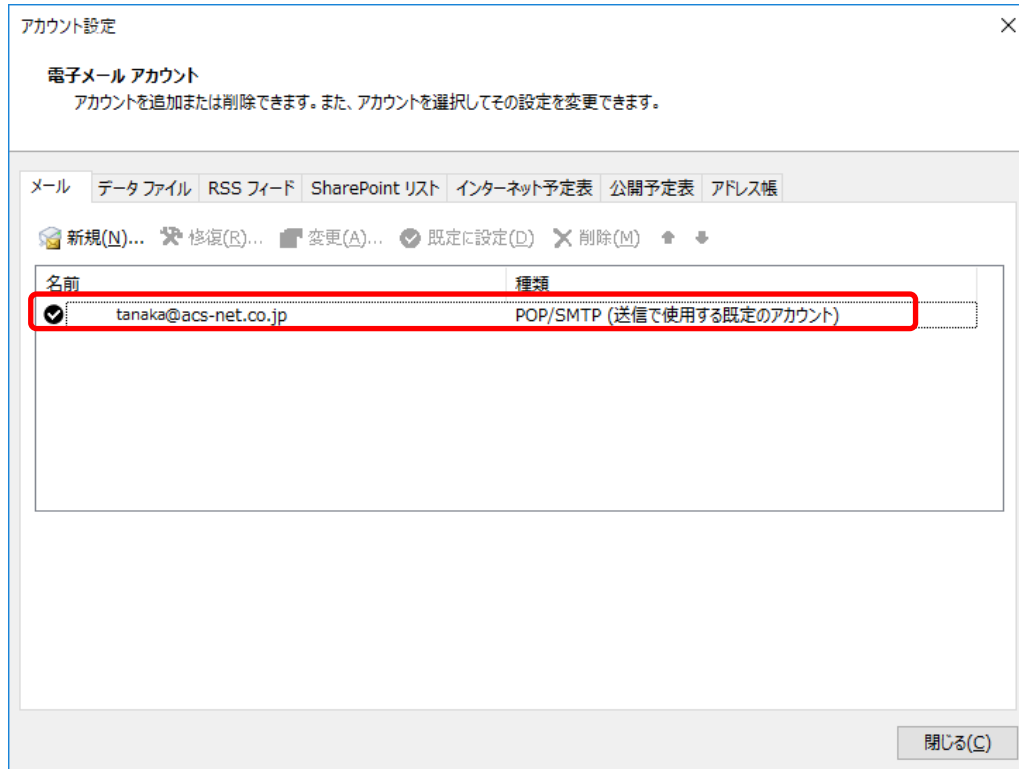 アカウント設定
電子メール アカウント
アカウントを追加または削除できます。また、アカウントを選択してその設定を変更できます。
メール データ ファイル RSS フィード SharePoint リスト インターネット予定表 公開予定表 アドレス帳
新規(N)... 修復(R)... 変更(A)... 既定に設定(D) 削除(M)
名前 種類
tanaka@acs-net.co.jp POP/SMTP (送信で使用する既定のアカウント)
閉じる(C)